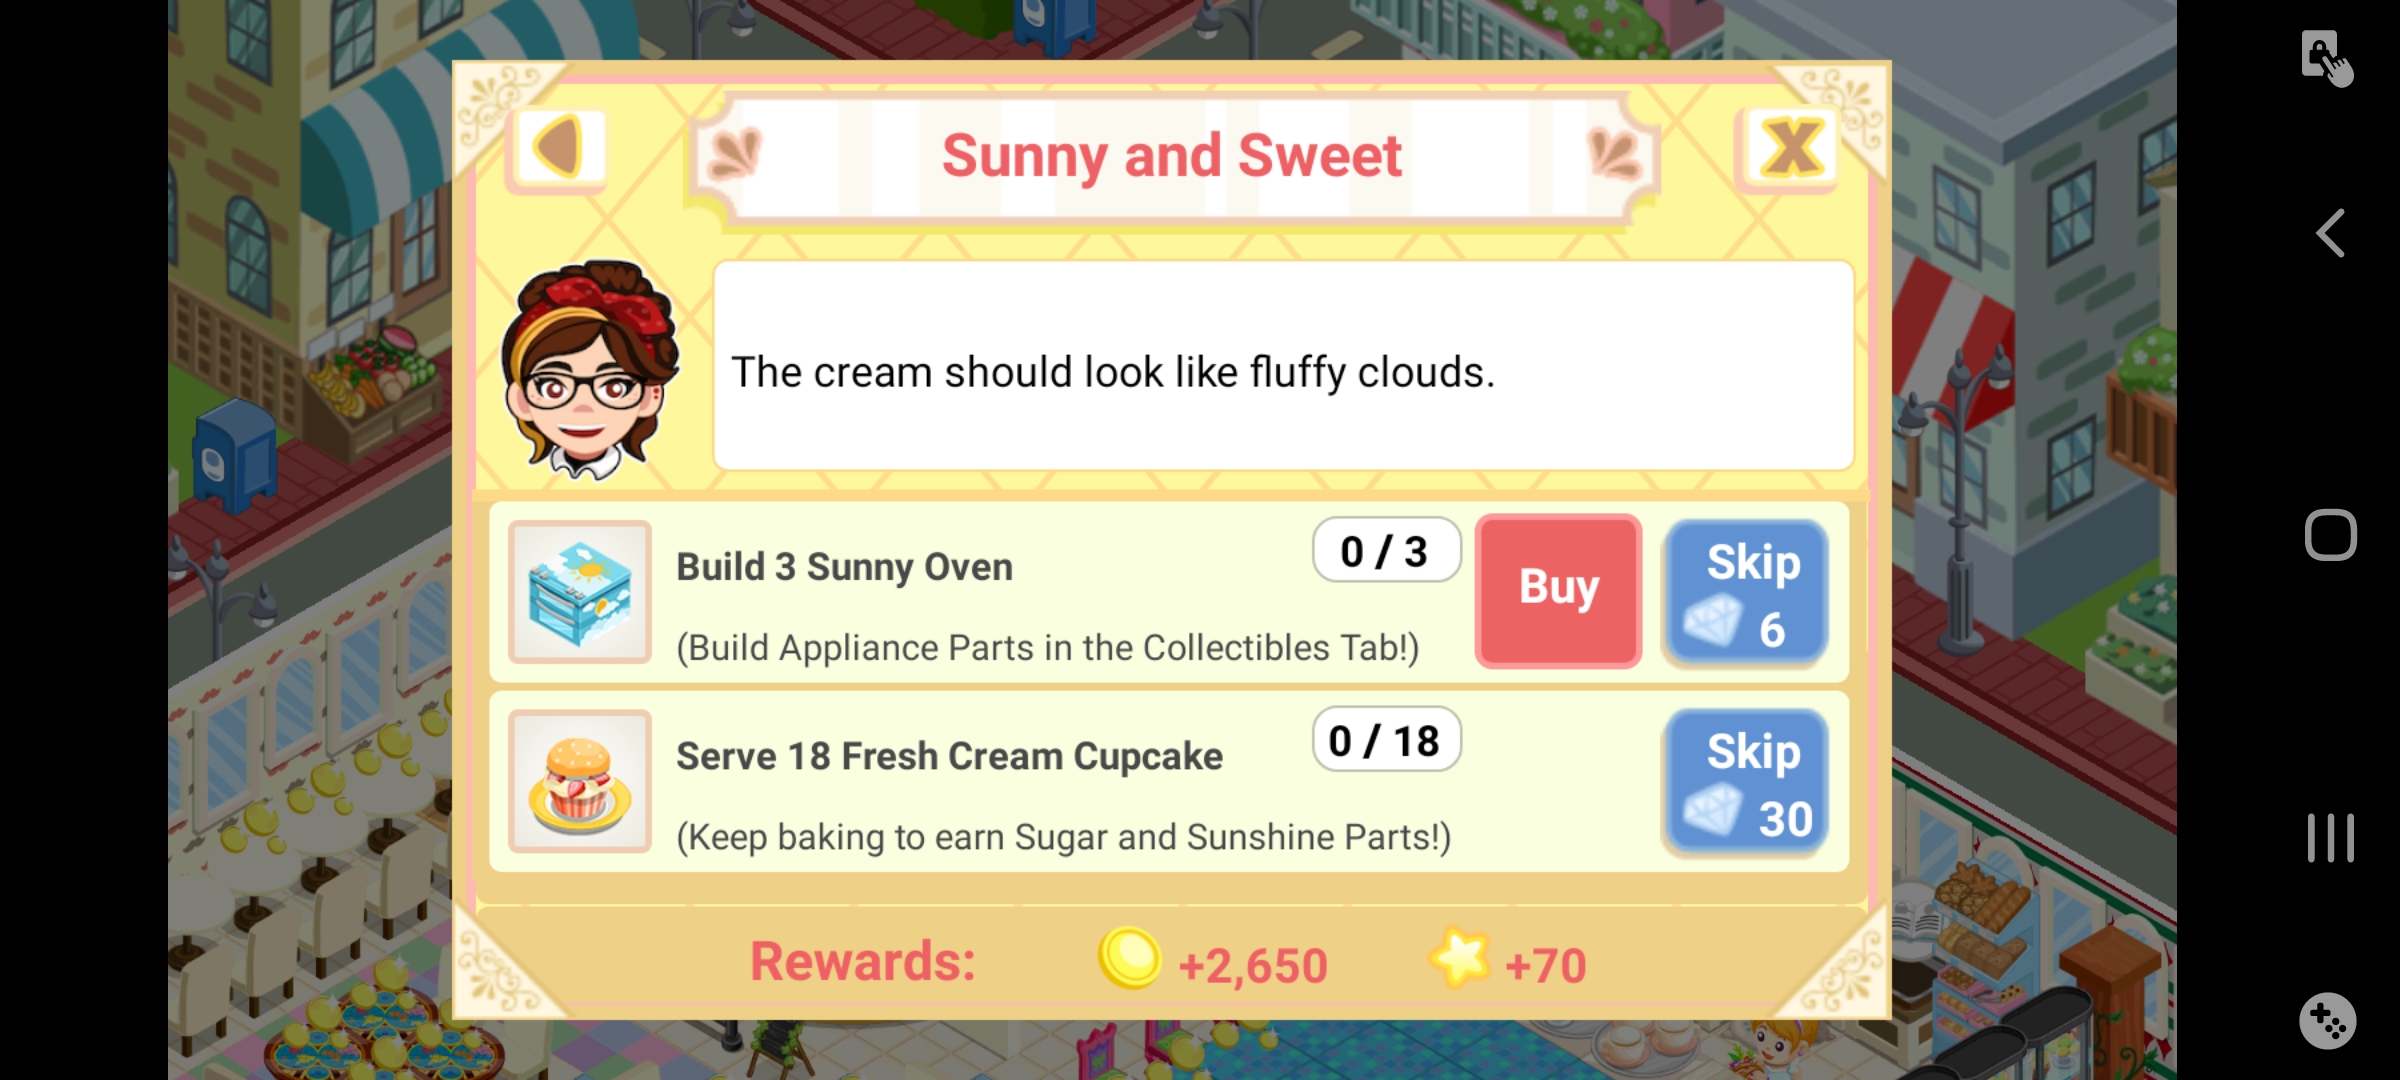 Sunny and Sweet
The cream should look like fluffy clouds.
Build 3 Sunny Oven
0 / 3
(Build Appliance Parts in the Collectibles Tab!)
Buy
Skip
6
Serve 18 Fresh Cream Cupcake
0 / 18
(Keep baking to earn Sugar and Sunshine Parts!)
Skip
30
Rewards: +2,650 +70